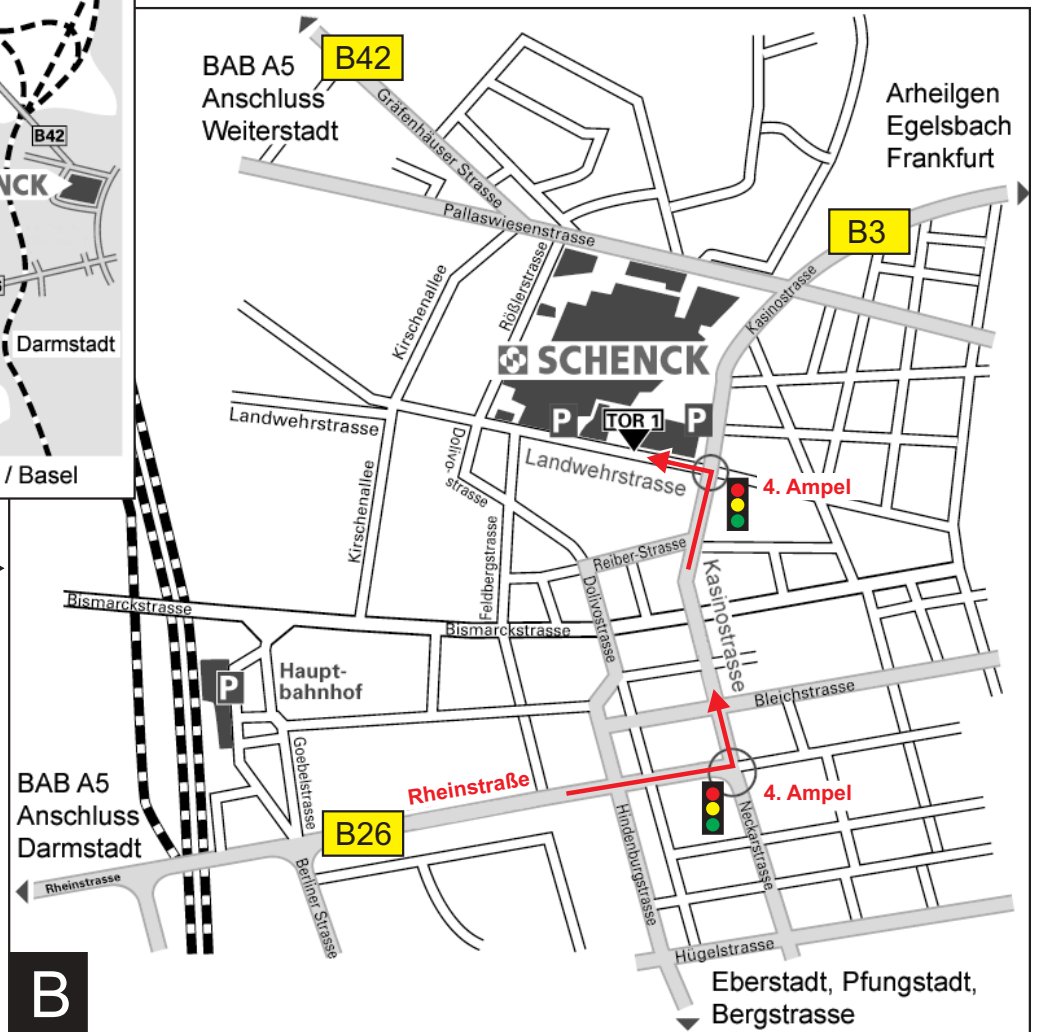 B42
NCK
Darmstadt
/ Basel
BAB A5
Anschluss
Weiterstadt
B42
Arheilgen
Egelsbach
Frankfurt
B3
Gräfenhäuser Strasse
Pallaswiesenstrasse
Kasinostrasse
Kirschenallee
Rößlerstrasse
SCHENCK
P
TOR 1
P
Landwehrstrasse
Landwehrstrasse
4. Ampel
Dolivo-
strasse
Kirschenallee
Feldbergstrasse
Reiber-Strasse
Dolivostrasse
Kasinostrasse
Bismarckstrasse
Bismarckstrasse
P
Haupt-
bahnhof
Bleichstrasse
Goebelstrasse
Rheinstraße
4. Ampel
BAB A5
Anschluss
Darmstadt
B26
Rheinstrasse
Berliner Strasse
Hindenburgstrasse
Neckarstrasse
Hügelstrasse
B
Eberstadt, Pfungstadt,
Bergstrasse